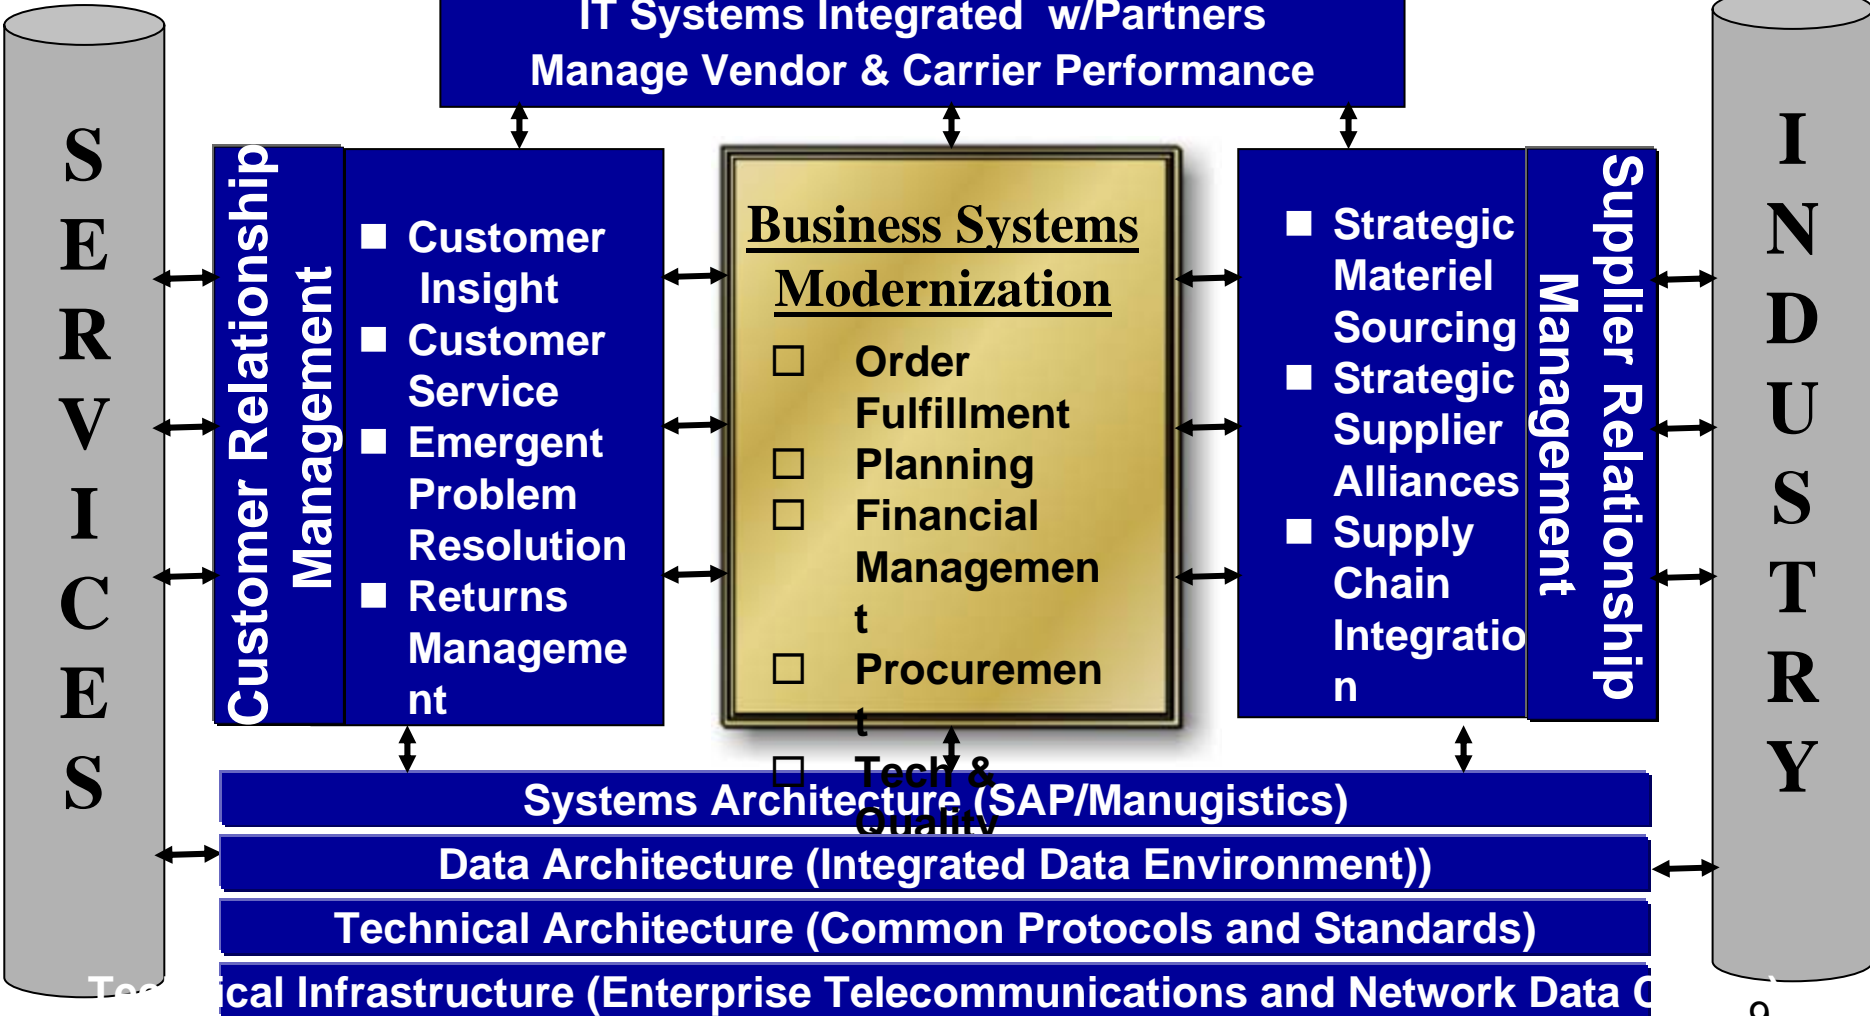 IT Systems Integrated w/Partners
Manage Vendor & Carrier Performance
SERVICES
Customer Relationship
Management
Customer
Insight
Customer
Service
Emergent
Problem
Resolution
Returns
Manageme
nt
Business Systems
Modernization
Order
Fulfillment
Planning
Financial
Managemen
t
Procuremen
t
Tech &
Quality
Strategic
Materiel
Sourcing
Strategic
Supplier
Alliances
Supply
Chain
Integratio
n
Supplier Relationship
Management
INDUSTRY
Systems Architecture (SAP/Manugistics)
Data Architecture (Integrated Data Environment))
Technical Architecture (Common Protocols and Standards)
Infrastructure (Enterprise Telecommunications and Network Data